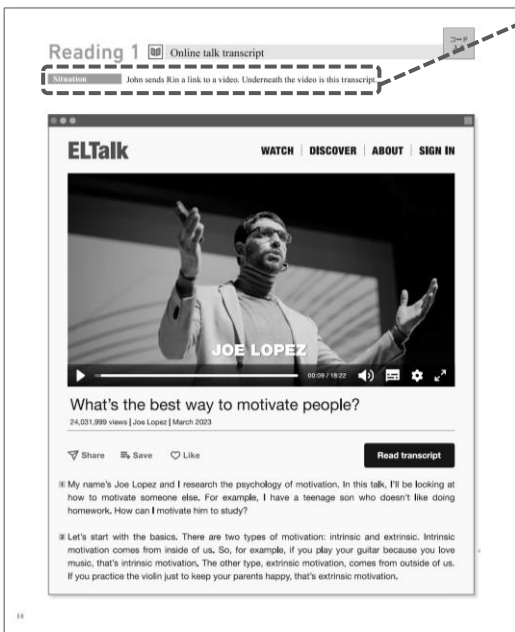 コード
Reading 1 Online talk transcript
Situation John sends Rin a link to a video. Underneath the video is this transcript.
ELTalk WATCH | DISCOVER | ABOUT | SIGN IN
JOE LOPEZ
00:09 / 18:22
What's the best way to motivate people?
24,031,999 views | Joe Lopez | March 2023
Share Save Like Read transcript
1 My name's Joe Lopez and I research the psychology of motivation. In this talk, I'll be looking at
how to motivate someone else. For example, I have a teenage son who doesn't like doing
homework. How can I motivate him to study?
2 Let's start with the basics. There are two types of motivation: intrinsic and extrinsic. Intrinsic
motivation comes from inside of us. So, for example, if you play your guitar because you love
music, that's intrinsic motivation. The other type, extrinsic motivation, comes from outside of us.
If you practice the violin just to keep your parents happy, that's extrinsic motivation.
14